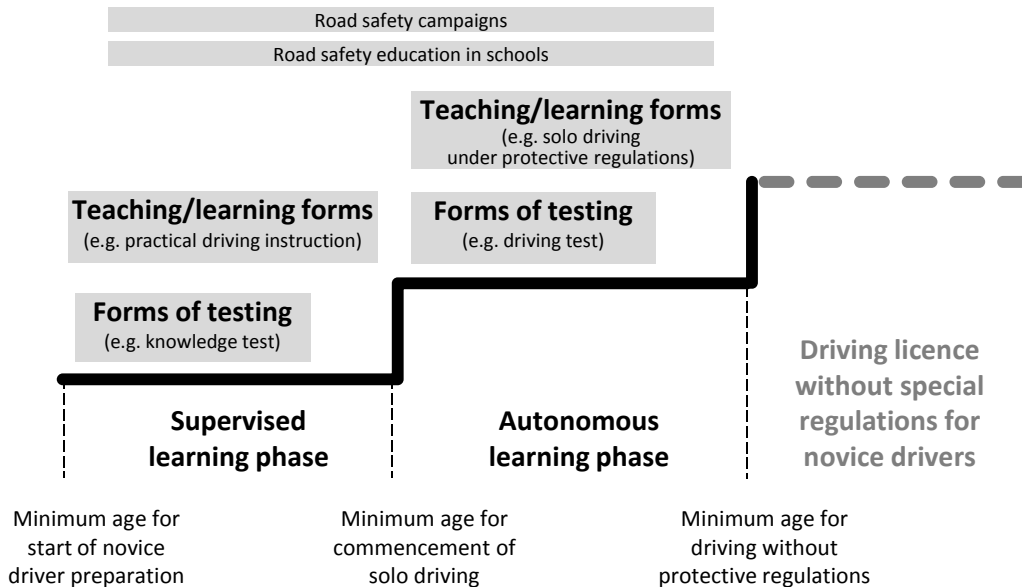 Road safety campaigns
Road safety education in schools
Teaching/learning forms
(e.g. solo driving
under protective regulations)
Teaching/learning forms
(e.g. practical driving instruction)
Forms of testing
(e.g. driving test)
Forms of testing
(e.g. knowledge test)
Supervised
learning phase
Autonomous
learning phase
Driving licence
without special
regulations for
novice drivers
Minimum age for
start of novice
driver preparation
Minimum age for
commencement of
solo driving
Minimum age for
driving without
protective regulations